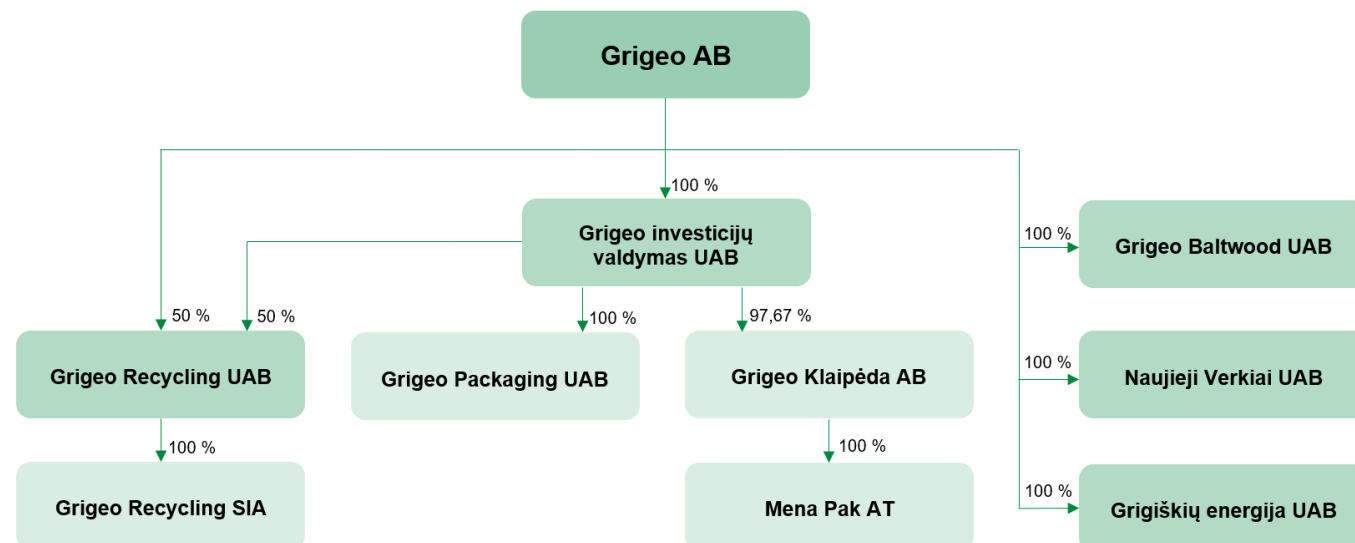 Grigeo AB
100 %
Grigeo investicijų
valdymas UAB
100 %
Grigeo Baltwood UAB
50 %
50 %
100 %
97,67 %
Grigeo Recycling UAB
Grigeo Packaging UAB
Grigeo Klaipėda AB
100 %
Naujieji Verkiai UAB
100 %
100 %
Grigeo Recycling SIA
Mena Pak AT
100 %
Grigiškių energija UAB